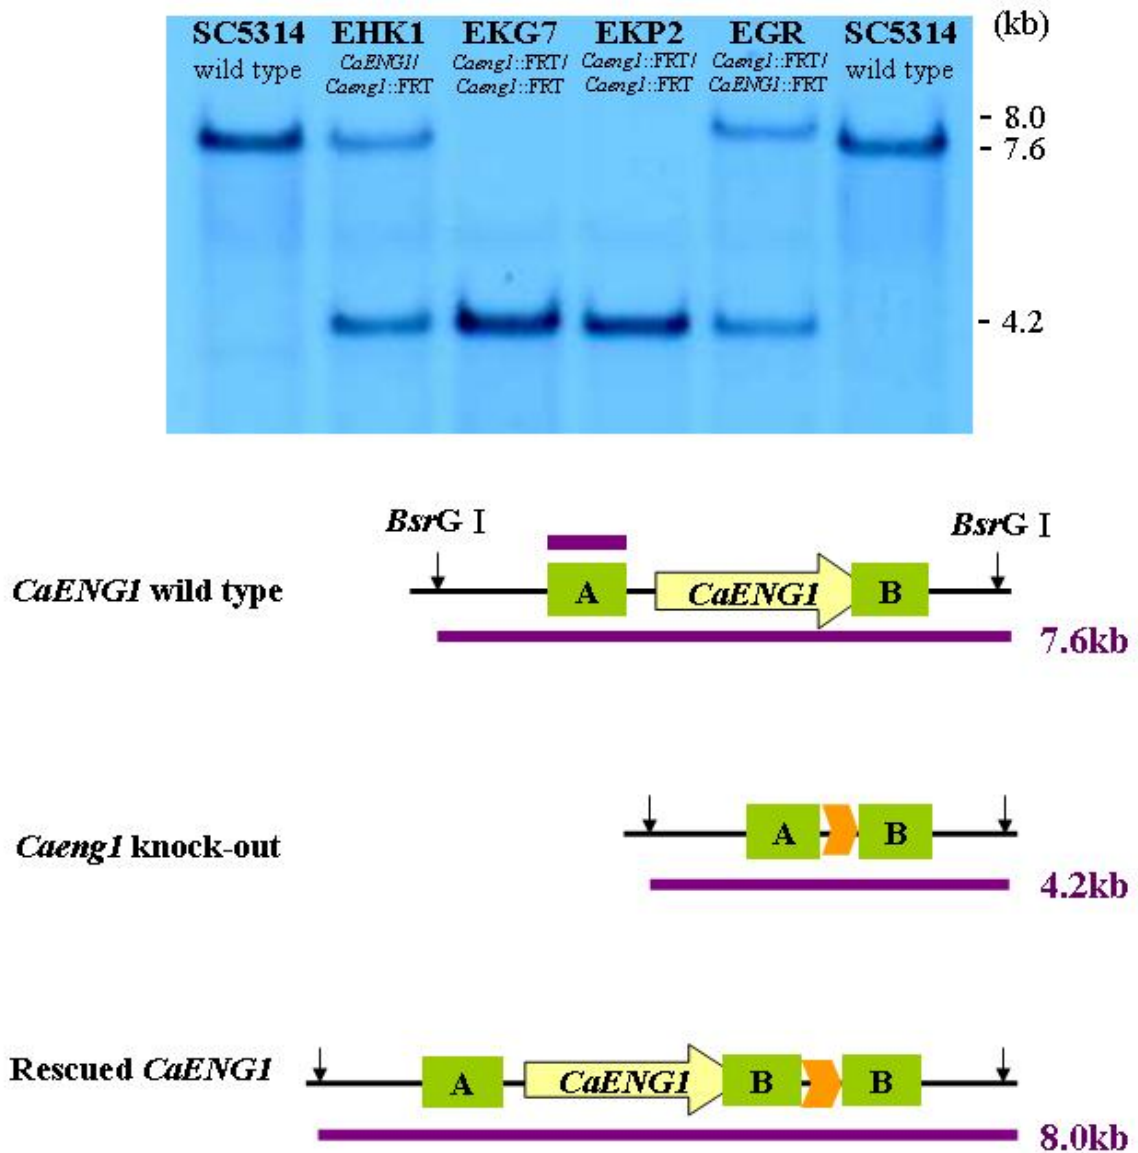 SC5314 EHK1 EKG7 EKP2 EGR SC5314 (kb)
wild type CaENG1/ Caeng1::FRT/ Caeng1::FRT/ Caeng1::FRT/ wild type
Caeng1::FRT Caeng1::FRT Caeng1::FRT CaENG1::FRT
- 8.0
- 7.6
- 4.2
BsrG I BsrG I
CaENG1 wild type A CaENG1 B
7.6kb
Caeng1 knock-out A B
4.2kb
Rescued CaENG1 A CaENG1 B B
8.0kb